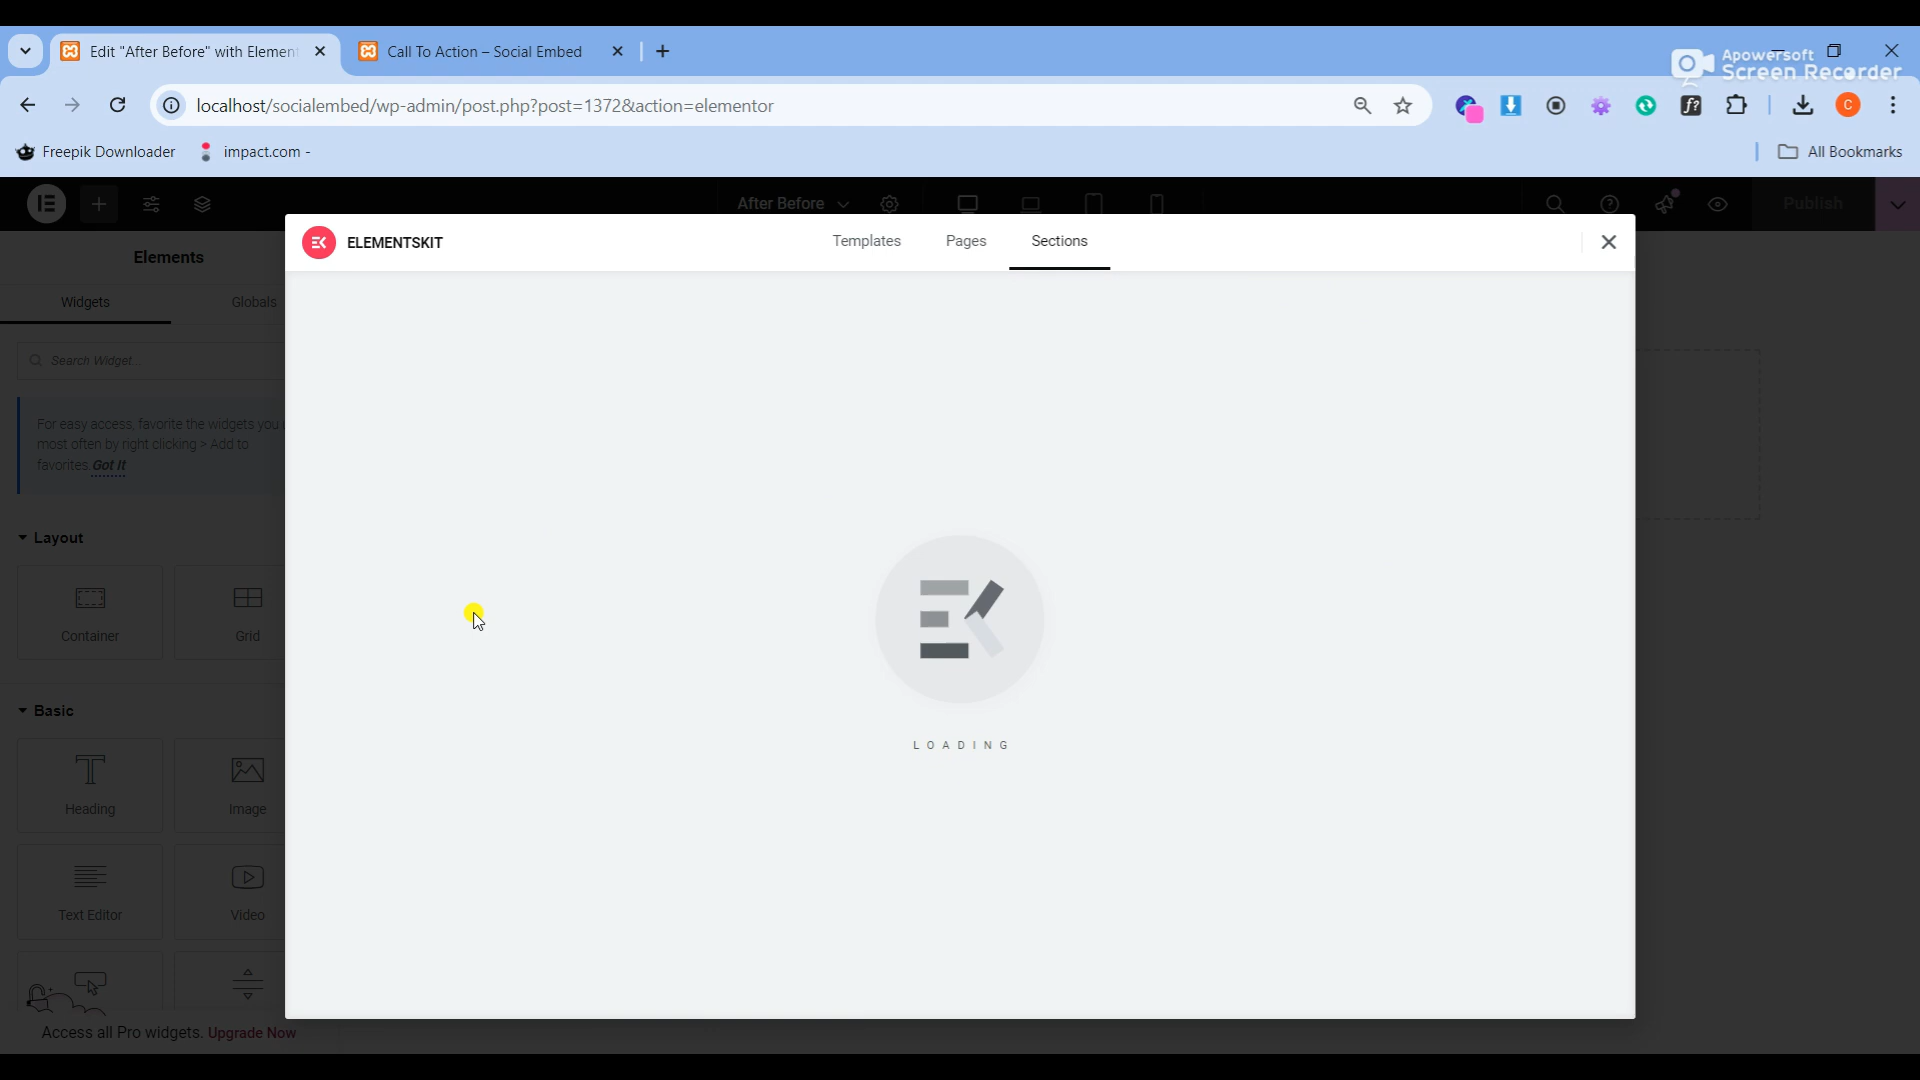 Edit "After Before" with Elemen
Call To Action – Social Embed
Apowersoft
Screen Recorder
localhost/socialembed/wp-admin/post.php?post=1372&action=elementor
f?
C
Freepik Downloader
impact.com -
All Bookmarks
After Before
Publish
ELEMENTSKIT
Templates
Pages
Sections
Elements
Widgets
Globals
Search Widget...
For easy access, favorite the widgets you
most often by right clicking > Add to
favorites. Got It
Layout
Container
Grid
Basic
Heading
Image
Text Editor
Video
LOADING
Access all Pro widgets. Upgrade Now